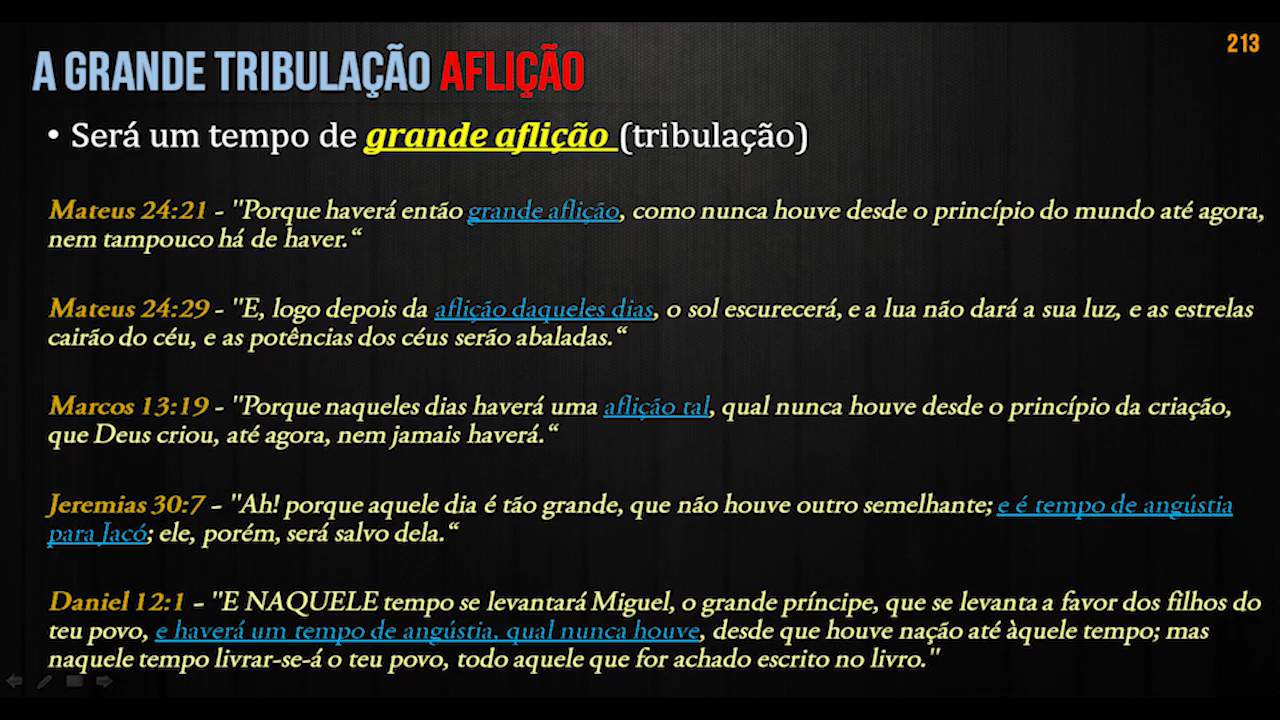 213
A GRANDE TRIBULAÇÃO AFLIÇÃO
• Será um tempo de grande aflição (tribulação)
Mateus 24:21 - "Porque haverá então grande aflição, como nunca houve desde o princípio do mundo até agora,
nem tampouco há de haver.“
Mateus 24:29 - "E, logo depois da aflição daqueles dias, o sol escurecerá, e a lua não dará a sua luz, e as estrelas
cairão do céu, e as potências dos céus serão abaladas.“
Marcos 13:19 - "Porque naqueles dias haverá uma aflição tal, qual nunca houve desde o princípio da criação,
que Deus criou, até agora, nem jamais haverá.“
Jeremias 30:7 - "Ah! porque aquele dia é tão grande, que não houve outro semelhante; e é tempo de angústia
para Jacó; ele, porém, será salvo dela.“
Daniel 12:1 - "E NAQUELE tempo se levantará Miguel, o grande príncipe, que se levanta a favor dos filhos do
teu povo, e haverá um tempo de angústia, qual nunca houve, desde que houve nação até àquele tempo; mas
naquele tempo livrar-se-á o teu povo, todo aquele que for achado escrito no livro."